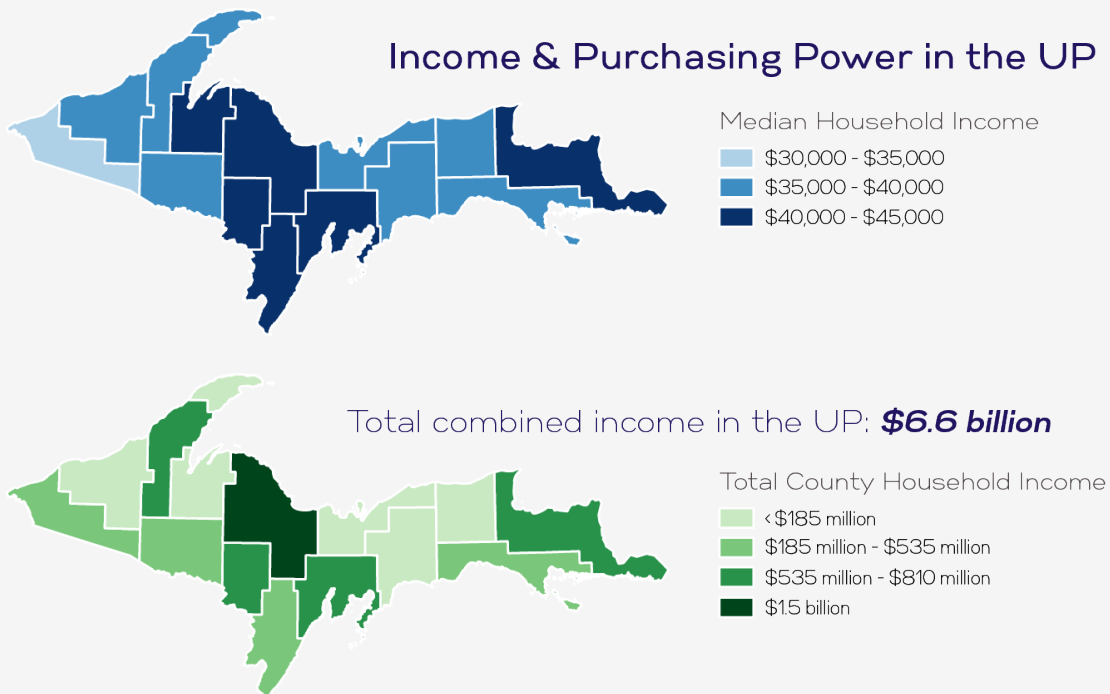 Income & Purchasing Power in the UP
Median Household Income
$30,000 - $35,000
$35,000 - $40,000
$40,000 - $45,000
Total combined income in the UP: $6.6 billion
Total County Household Income
< $185 million
$185 million - $535 million
$535 million - $810 million
$1.5 billion